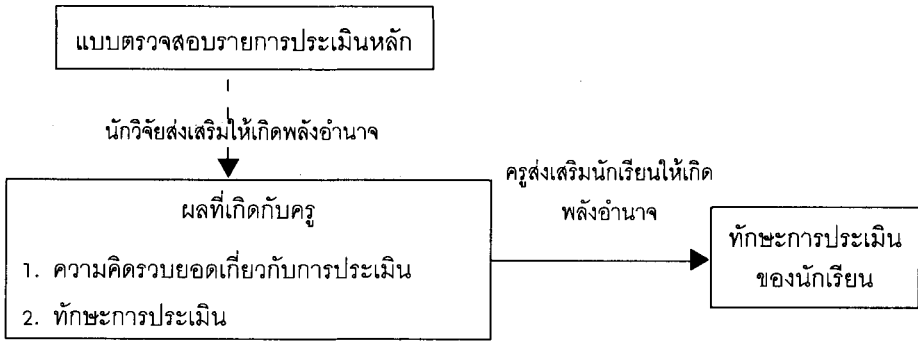 แบบตรวจสอบรายการประเมินหลัก
นักวิจัยส่งเสริมให้เกิดพลังอำนาจ
ผลที่เกิดกับครู
1. ความคิดรวบยอดเกี่ยวกับการประเมิน
2. ทักษะการประเมิน
ครูส่งเสริมนักเรียนให้เกิด
พลังอำนาจ
ทักษะการประเมิน
ของนักเรียน